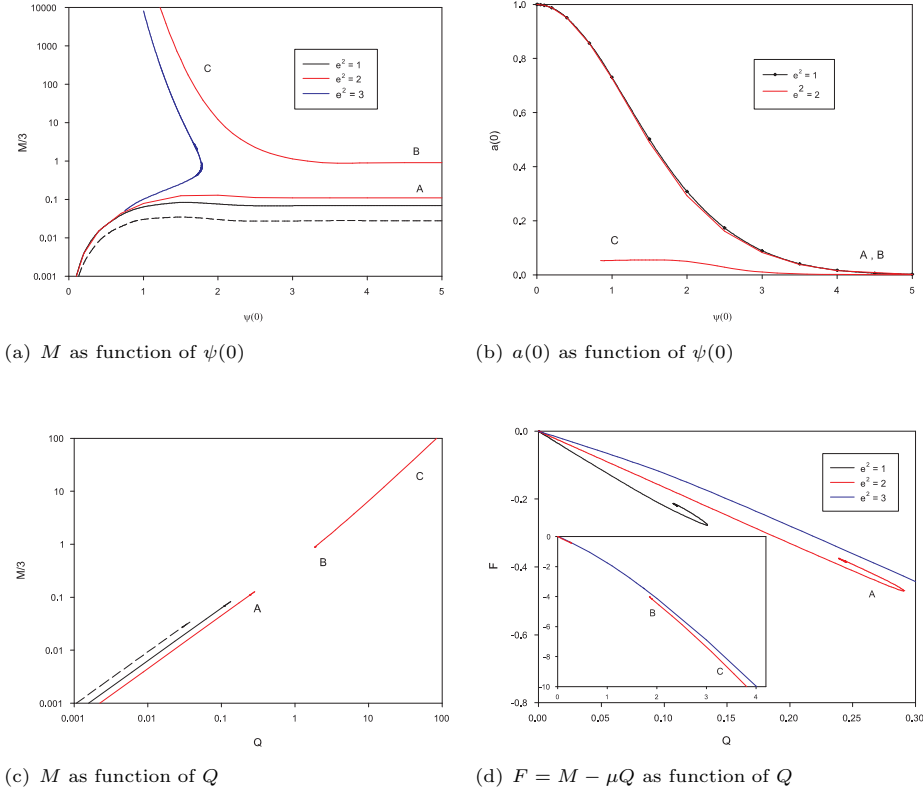 10000
1000
100
10
1
0.1
0.01
0.001
M/3
0 1 2 3 4 5
ψ(0)
e² = 1
e² = 2
e² = 3
C
B
A
(a) M as function of ψ(0)
1.0
0.8
0.6
0.4
0.2
0.0
a(0)
0 1 2 3 4 5
ψ(0)
e² = 1
e² = 2
C
A , B
(b) a(0) as function of ψ(0)
100
10
1
0.1
0.01
0.001
M/3
0.001 0.01 0.1 1 10 100
Q
C
B
A
(c) M as function of Q
0.0
-0.2
-0.4
-0.6
-0.8
F
0.00 0.05 0.10 0.15 0.20 0.25 0.30
Q
e² = 1
e² = 2
e² = 3
A
0
-2
-4
-6
-8
-10
0 1 2 3 4
B
C
(d) F = M − μQ as function of Q